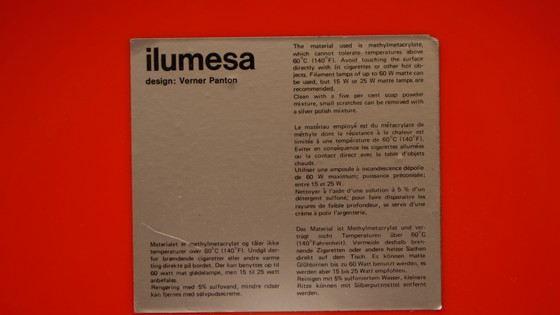 ilumesa
design: Verner Panton
The material used is methylmetacrylate,
which cannot tolerate temperatures above
60°C (140°F). Avoid touching the surface
directly with lit cigarettes or other hot ob-
jects. Filament lamps of up to 60 W matte can
be used, but 15 W or 25 W matte lamps are
recommended.
Clean with a five per cent soap powder
mixture, small scratches can be removed with
a silver polish mixture.
Le matériau employé est du métacrylate de
méthyle dont la résistance à la chaleur est
limitée à une température de 60°C (140°F).
Eviter en conséquence les cigarettes allumées
ou la contact direct avec la table d'objets
chauds.
Utiliser une ampoule à incandescence dépolie
de 60 W maximum; puissance préconisée:
entre 15 et 25 W.
Nettoyer à l'aide d'une solution à 5 % d'un
détergent sulfoné; pour faire disparaitre les
rayures de faible profondeur, se servir d'une
crème à polir l'argenterie.
Das Material ist Methylmetacrylat und ver-
trägt nicht Temperaturen über 60°C
(140°Fahrenheit). Vermeide deshalb bren-
nende Zigaretten oder andere heisse Sachen
direkt auf dem Tisch. Es können matte
Glühbirnen bis zu 60 Watt benutzt werden, es
werden aber 15 bis 25 Watt empfohlen.
Reinigen mit 5% sulfoniertem Wasser, kleinere
Ritze können mit Silberputzmittel entfernt
werden.
Materialet er methylmetacrylat og tåler ikke
temperaturer over 60°C (140°F). Undgå der-
for brændende cigaretter eller andre varme
ting direkte på bordet. Der kan benyttes op til
60 watt mat glødelampe, men 15 til 25 watt
anbefales.
Rengøring med 5% sulfovand, mindre ridser
kan fjernes med sølvpudsecreme.